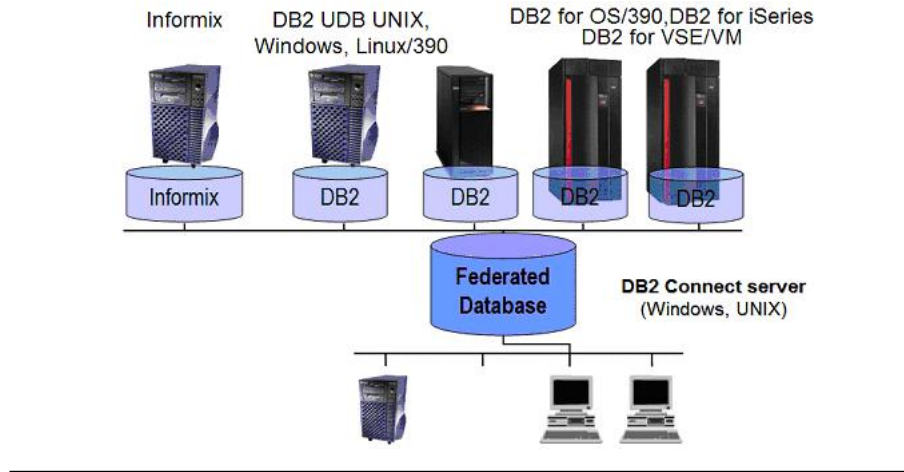 Informix
DB2 UDB UNIX,
Windows, Linux/390
DB2 for OS/390,DB2 for iSeries
DB2 for VSE/VM
Informix
DB2
DB2
DB2
DB2
Federated
Database
DB2 Connect server
(Windows, UNIX)